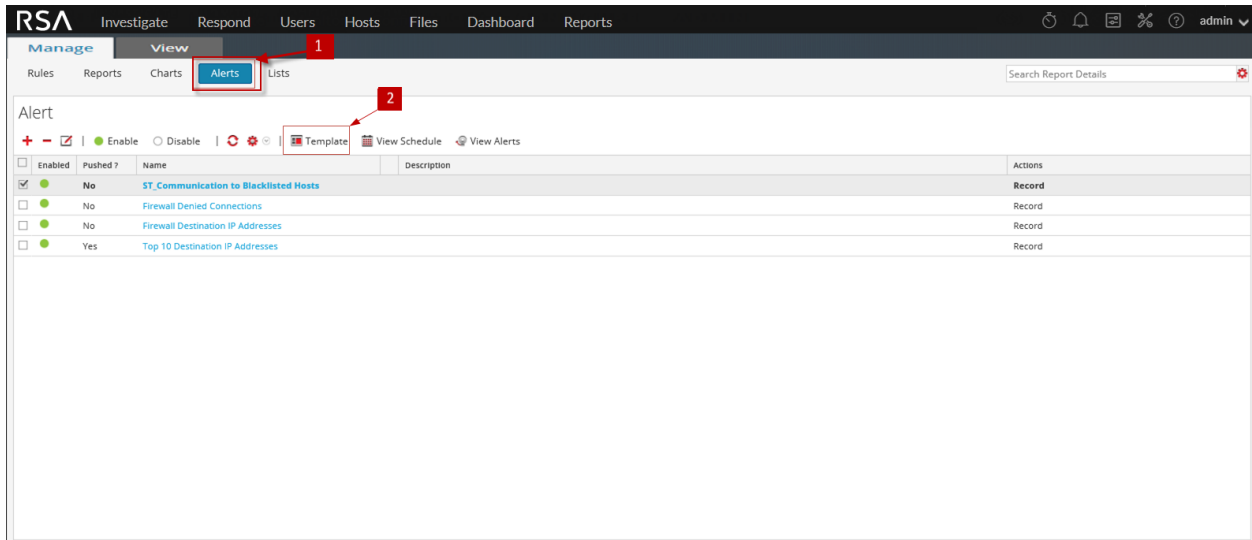 RSA Investigate Respond Users Hosts Files Dashboard Reports admin
Manage View 1
Rules Reports Charts Alerts Lists Search Report Details
2
Alert
Enable Disable Template View Schedule View Alerts
Enabled Pushed ? Name Description Actions
No ST_Communication to Blacklisted Hosts Record
No Firewall Denied Connections Record
No Firewall Destination IP Addresses Record
Yes Top 10 Destination IP Addresses Record